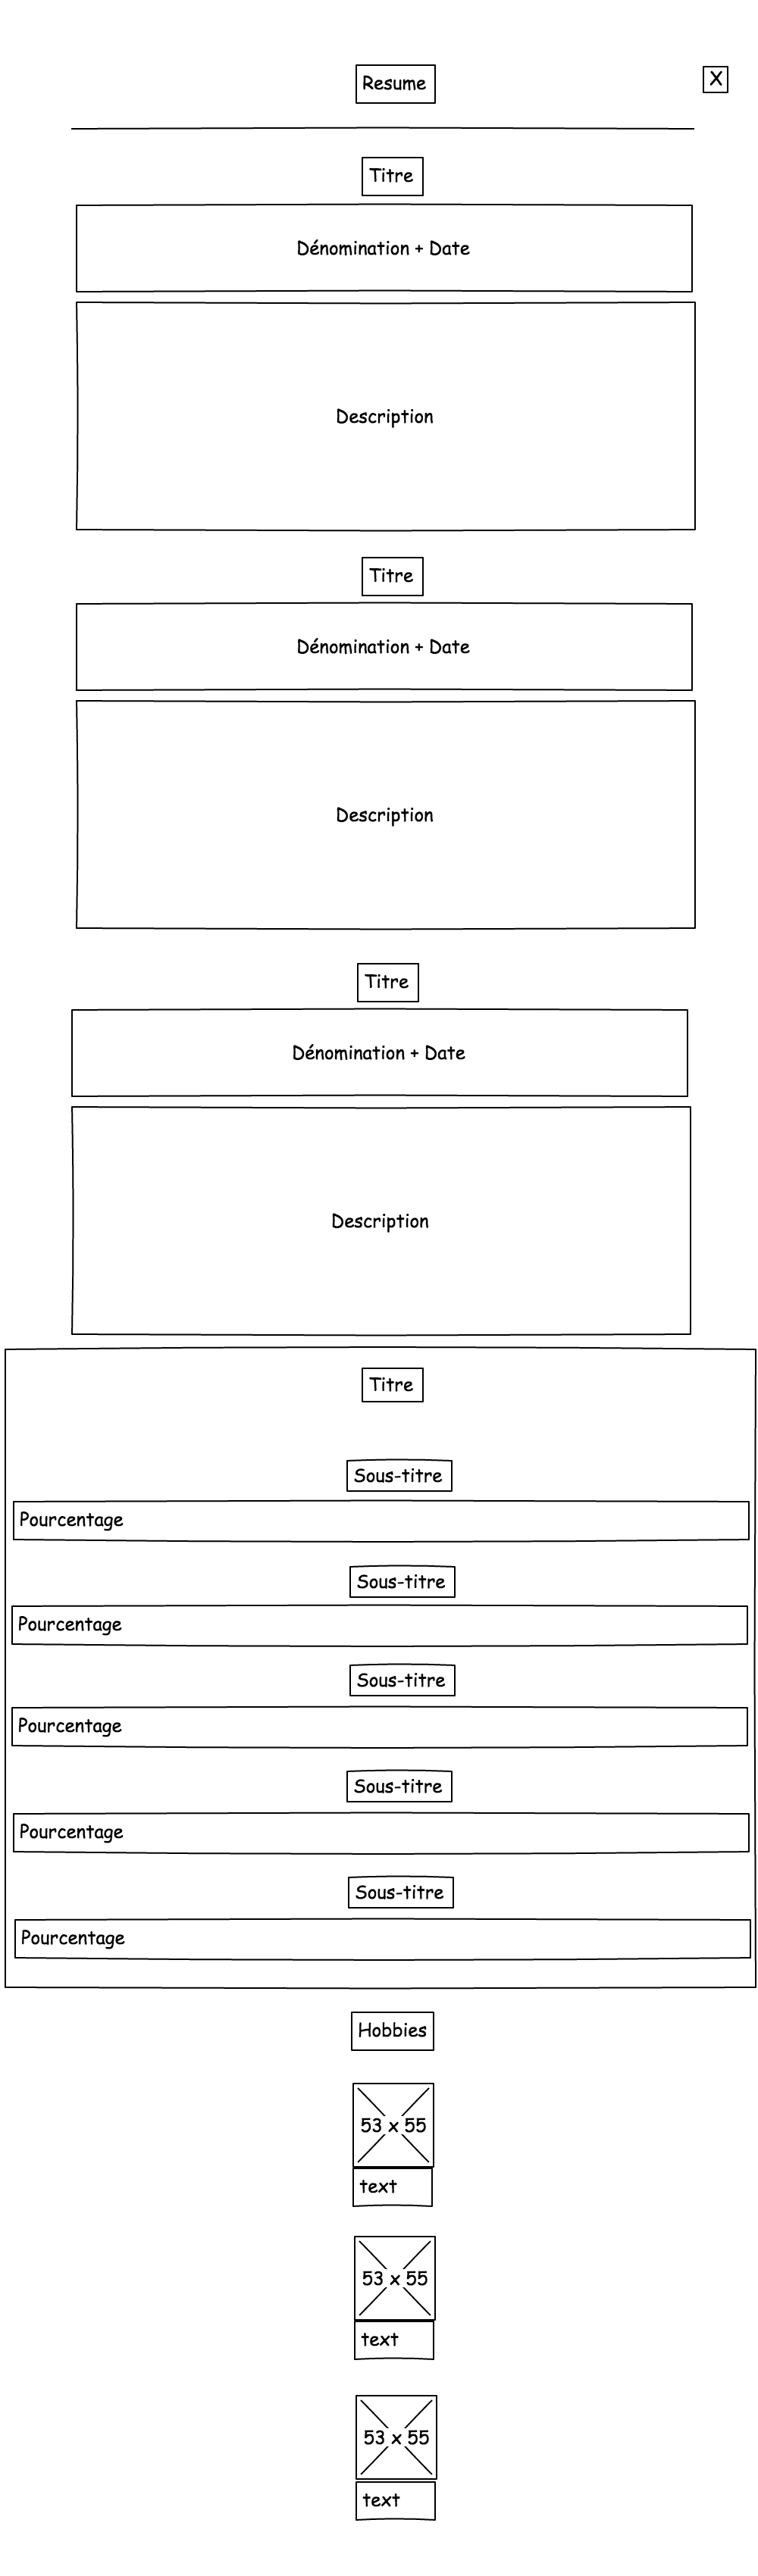 Resume
X
Titre
Dénomination + Date
Description
Titre
Dénomination + Date
Description
Titre
Dénomination + Date
Description
Titre
Sous-titre
Pourcentage
Sous-titre
Pourcentage
Sous-titre
Pourcentage
Sous-titre
Pourcentage
Sous-titre
Pourcentage
Hobbies
53 x 55
text
53 x 55
text
53 x 55
text